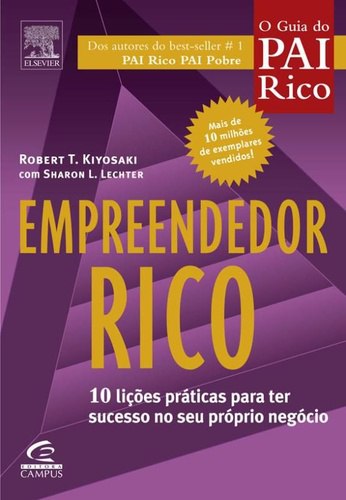 ELSEVIER
Dos autores do best-seller # 1
PAI Rico PAI Pobre
O Guia do
PAI
Rico
Mais de
10 milhões
de exemplares
vendidos!
ROBERT T. KIYOSAKI
COM SHARON L. LECHTER
EMPREENDEDOR
RICO
10 lições práticas para ter
sucesso no seu próprio negócio
EDITORA
CAMPUS